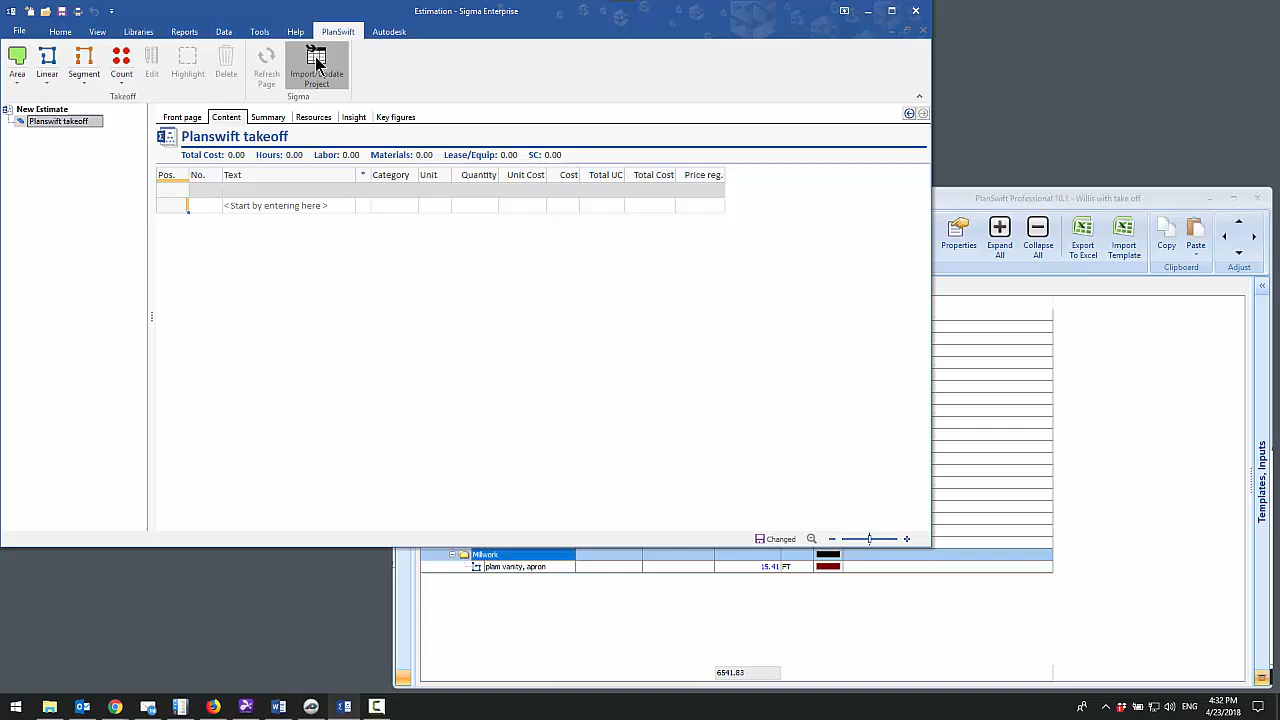 Estimation - Sigma Enterprise
File Home View Libraries Reports Data Tools Help PlanSwift Autodesk
Area Linear Segment Count Edit Highlight Delete Refresh Page Import/Update Project
Takeoff Sigma
New Estimate
Planswift takeoff
Front page Content Summary Resources Insight Key figures
Planswift takeoff
Total Cost: 0.00 Hours: 0.00 Labor: 0.00 Materials: 0.00 Lease/Equip: 0.00 SC: 0.00
Pos. No. Text * Category Unit Quantity Unit Cost Cost Total UC Total Cost Price reg.
<Start by entering here >
PlanSwift Professional 10.1 - Willis with take off
Properties Expand All Collapse All Export To Excel Import Template Copy Paste
Clipboard Adjust
Templates, Inputs
Changed
Millwork
plam vanity, apron 15.41 FT
6541.83
4:32 PM
4/23/2018